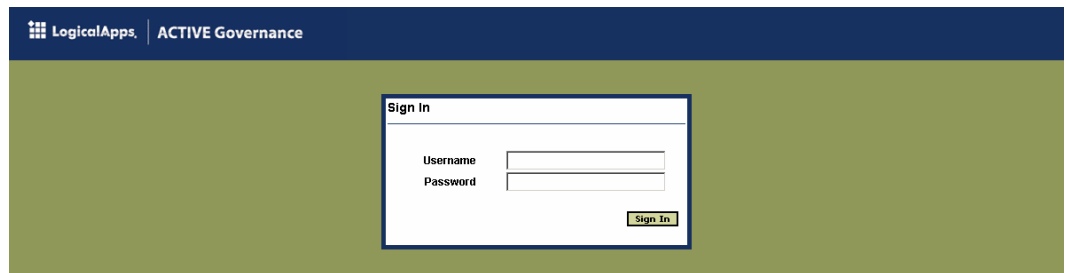 LogicalApps. ACTIVE Governance
Sign In
Username
Password
Sign In